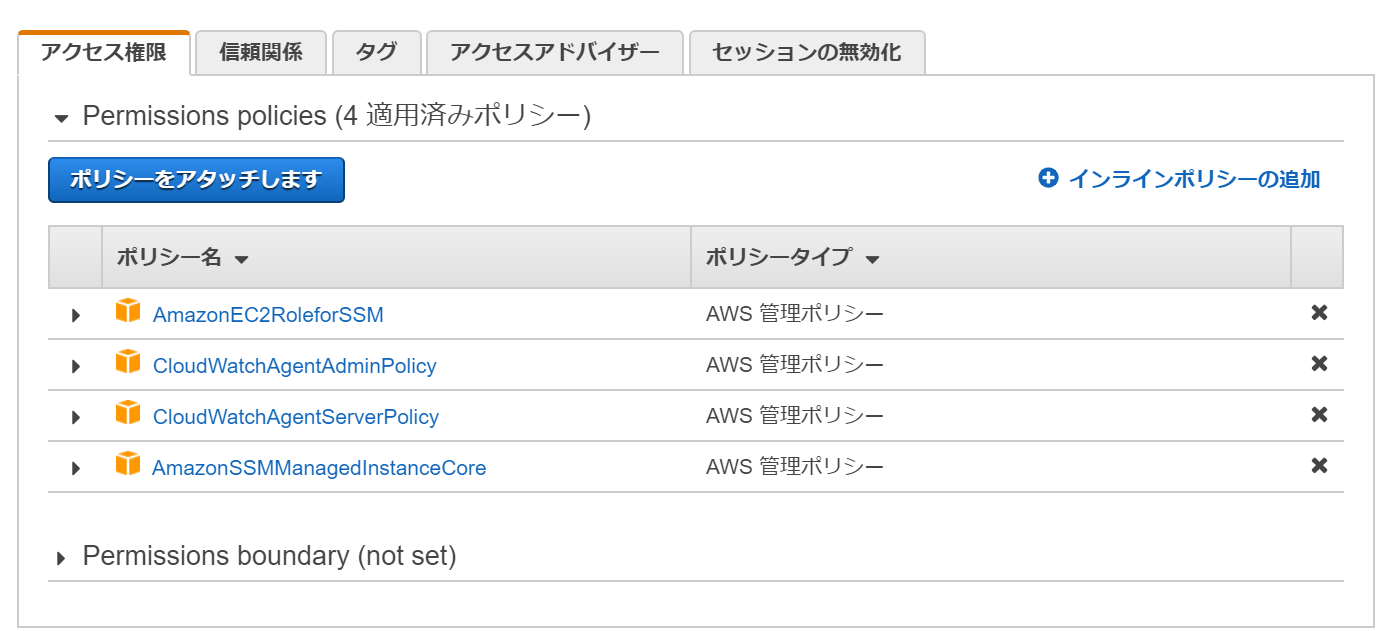 アクセス権限 信頼関係 タグ アクセスアドバイザー セッションの無効化
Permissions policies (4 適用済みポリシー)
ポリシーをアタッチします インラインポリシーの追加
ポリシー名 ポリシータイプ
AmazonEC2RoleforSSM AWS 管理ポリシー
CloudWatchAgentAdminPolicy AWS 管理ポリシー
CloudWatchAgentServerPolicy AWS 管理ポリシー
AmazonSSMManagedInstanceCore AWS 管理ポリシー
Permissions boundary (not set)